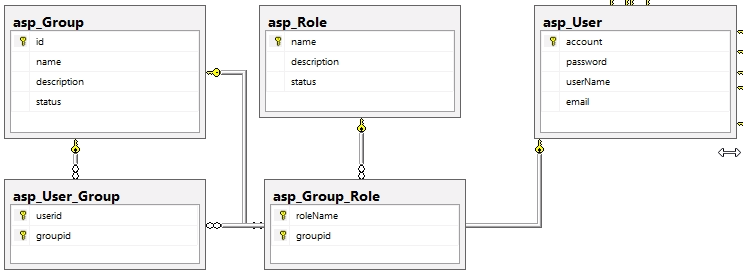 asp_Group
id
name
description
status
asp_Role
name
description
status
asp_User
account
password
userName
email
asp_User_Group
userid
groupid
asp_Group_Role
roleName
groupid